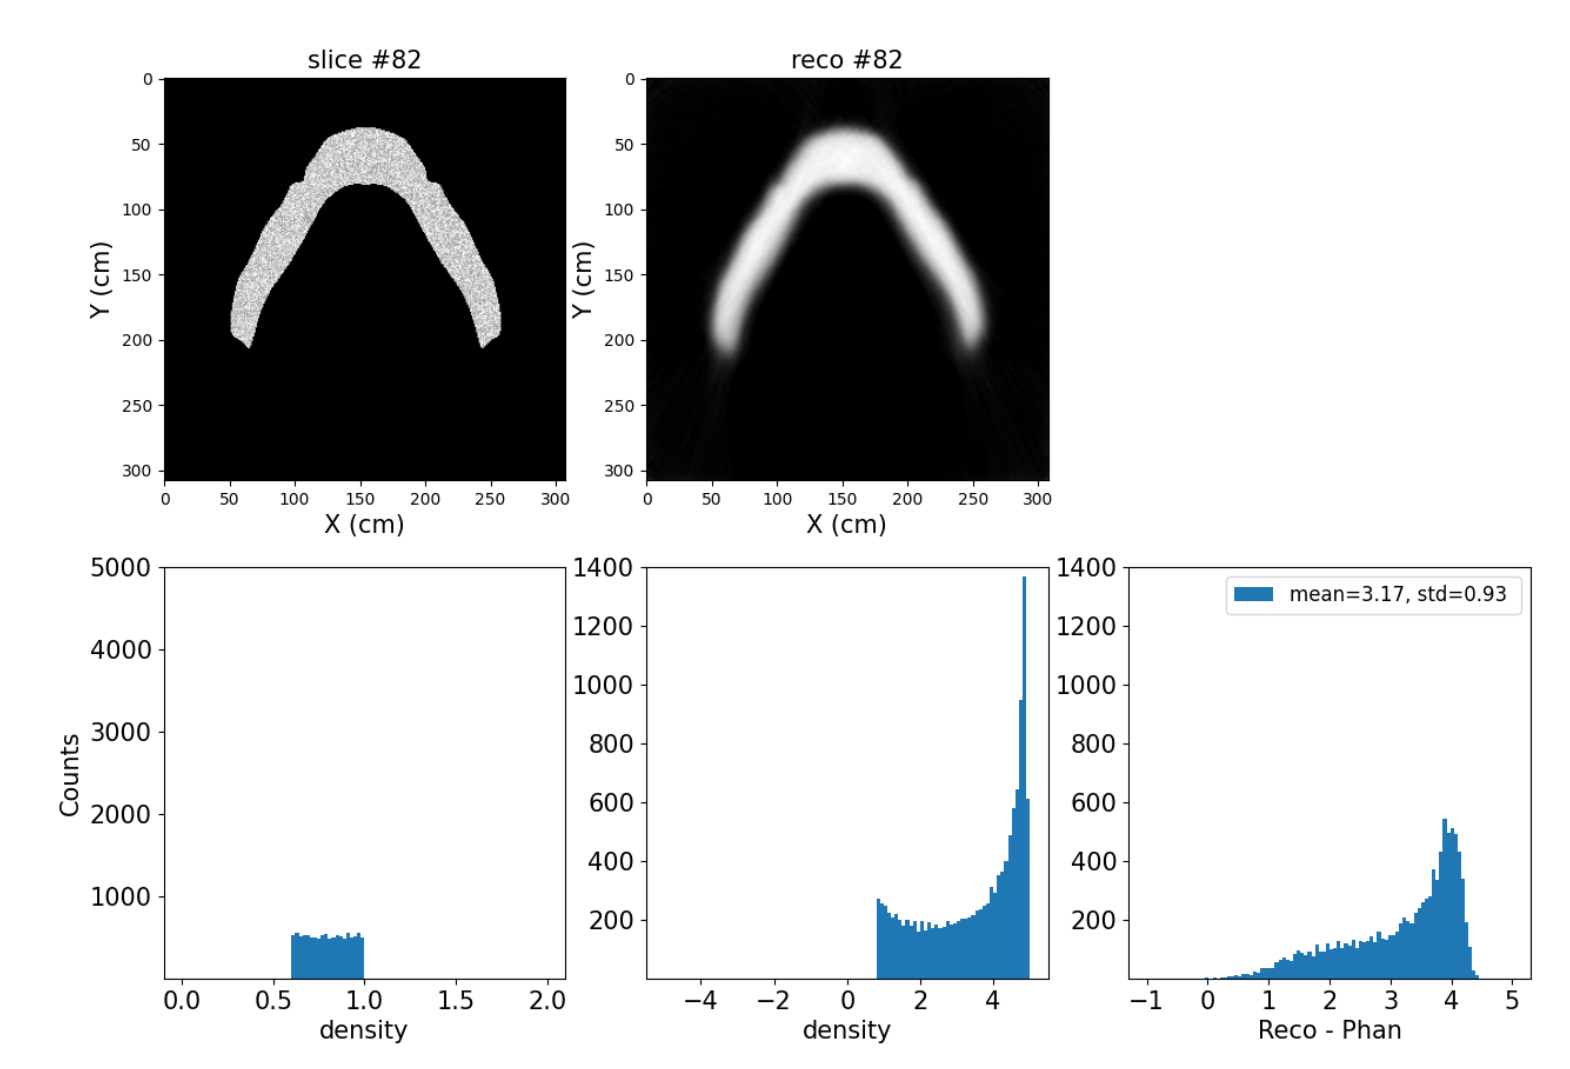 slice #82
reco #82
0
50
100
150
200
250
300
Y (cm)
0 50 100 150 200 250 300
X (cm)
0
50
100
150
200
250
300
Y (cm)
0 50 100 150 200 250 300
X (cm)
5000
4000
3000
2000
1000
Counts
0.0 0.5 1.0 1.5 2.0
density
1400
1200
1000
800
600
400
200
−4 −2 0 2 4
density
1400
1200
1000
800
600
400
200
mean=3.17, std=0.93
−1 0 1 2 3 4 5
Reco - Phan